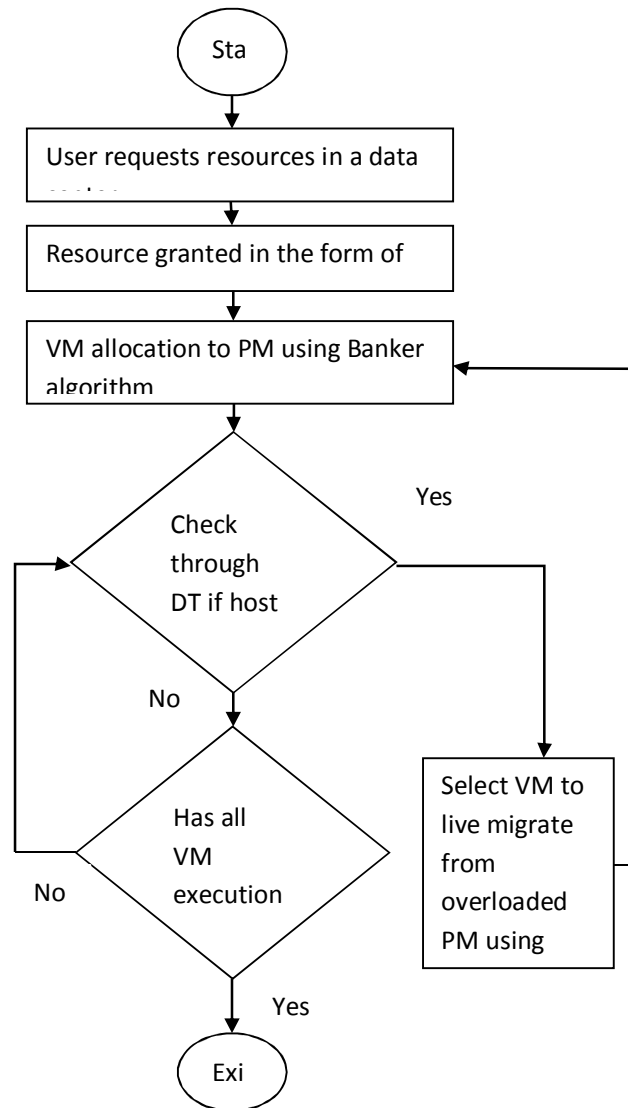 Sta
User requests resources in a data
Resource granted in the form of
VM allocation to PM using Banker
algorithm
Yes
Check
through
DT if host
No
Has all
VM
execution
No
Select VM to
live migrate
from
overloaded
PM using
Yes
Exi